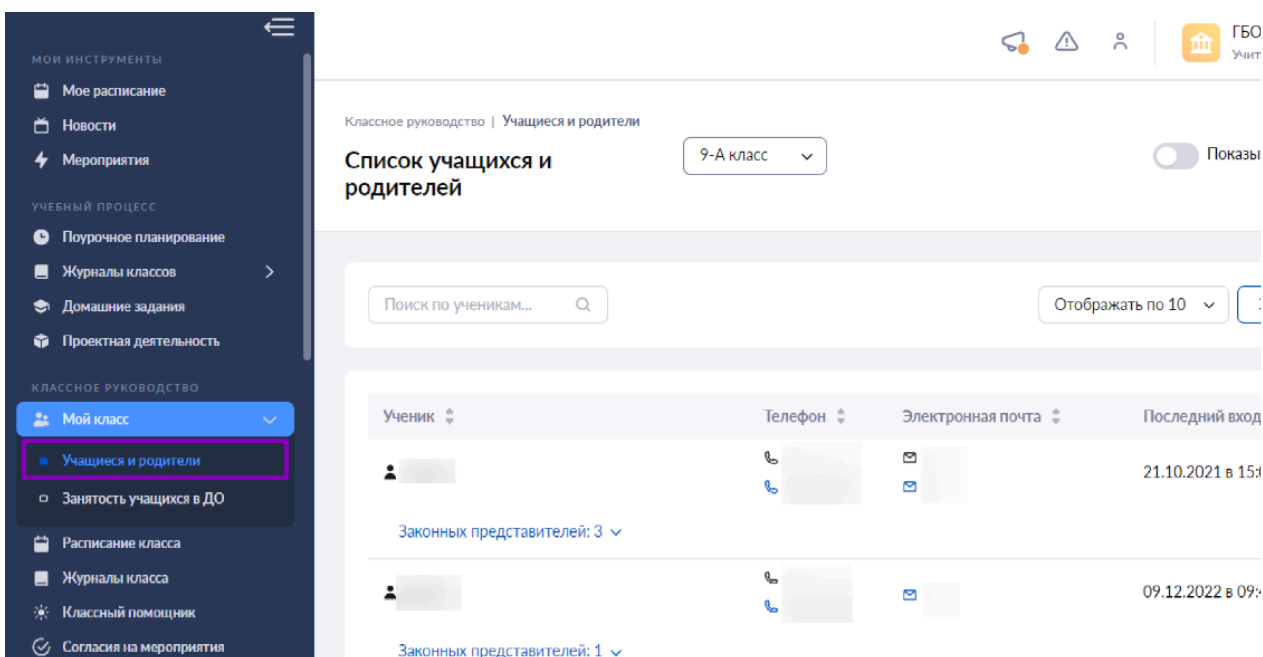 МОИ ИНСТРУМЕНТЫ
Мое расписание
Новости
Мероприятия
УЧЕБНЫЙ ПРОЦЕСС
Поурочное планирование
Журналы классов
Домашние задания
Проектная деятельность
КЛАССНОЕ РУКОВОДСТВО
Мой класс
Учащиеся и родители
Занятость учащихся в ДО
Расписание класса
Журналы класса
Классный помощник
Согласия на мероприятия
ГБО
Учит
Классное руководство | Учащиеся и родители
Список учащихся и
родителей
9-А класс
Показы
Поиск по ученикам...
Отображать по 10
Ученик Телефон Электронная почта Последний вход
21.10.2021 в 15:
Законных представителей: 3
09.12.2022 в 09:
Законных представителей: 1